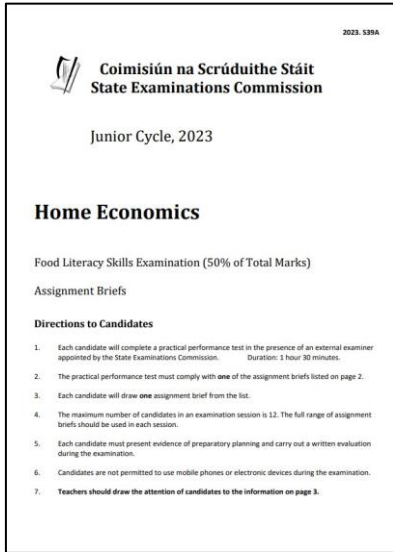 2023. S39A
Coimisiún na Scrúduithe Stáit
State Examinations Commission
Junior Cycle, 2023
Home Economics
Food Literacy Skills Examination (50% of Total Marks)
Assignment Briefs
Directions to Candidates
1. Each candidate will complete a practical performance test in the presence of an external examiner
appointed by the State Examinations Commission. Duration: 1 hour 30 minutes.
2. The practical performance test must comply with one of the assignment briefs listed on page 2.
3. Each candidate will draw one assignment brief from the list.
4. The maximum number of candidates in an examination session is 12. The full range of assignment
briefs should be used in each session.
5. Each candidate must present evidence of preparatory planning and carry out a written evaluation
during the examination.
6. Candidates are not permitted to use mobile phones or electronic devices during the examination.
7. Teachers should draw the attention of candidates to the information on page 3.